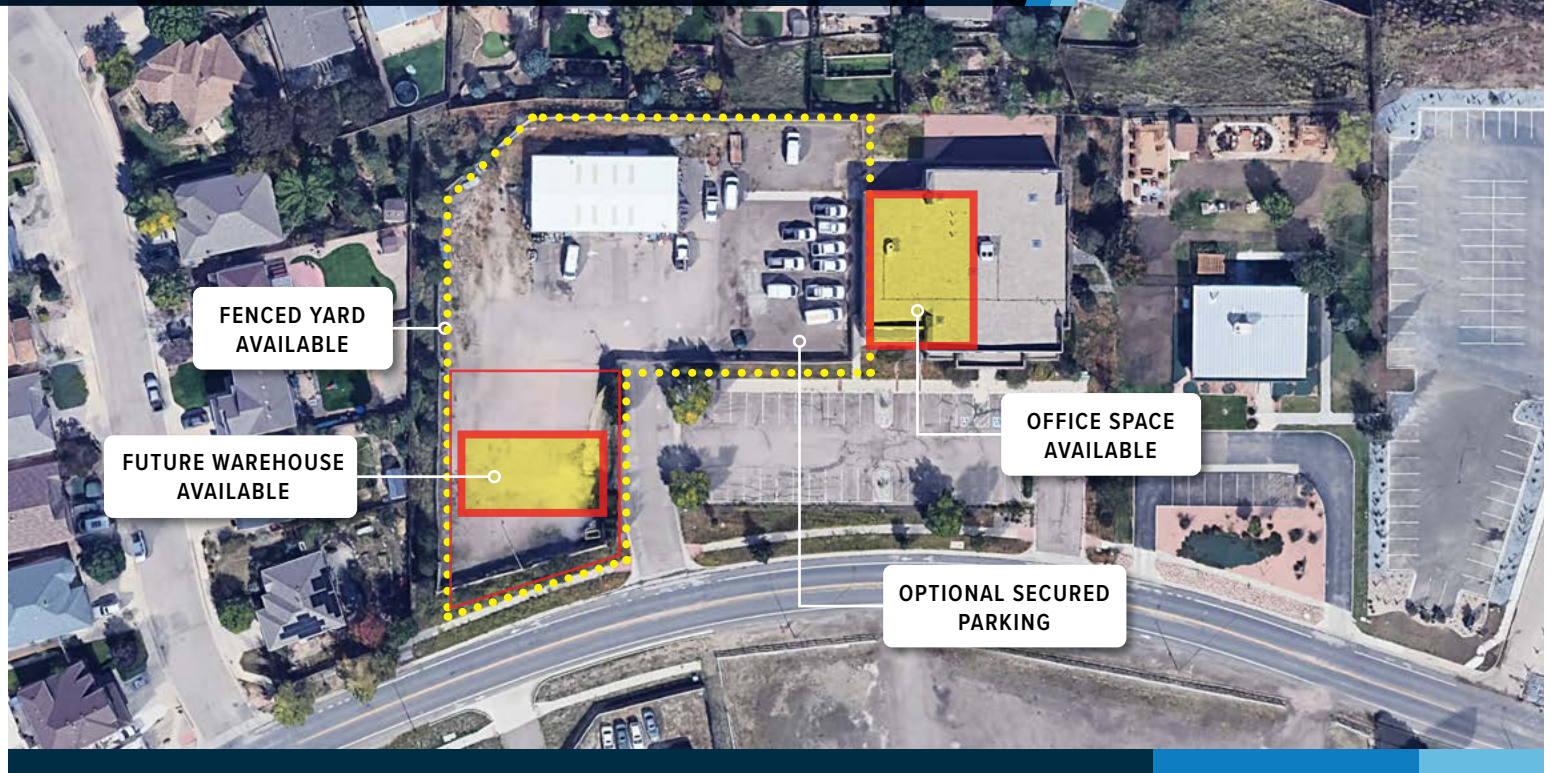 FENCED YARD
AVAILABLE
FUTURE WAREHOUSE
AVAILABLE
OFFICE SPACE
AVAILABLE
OPTIONAL SECURED
PARKING